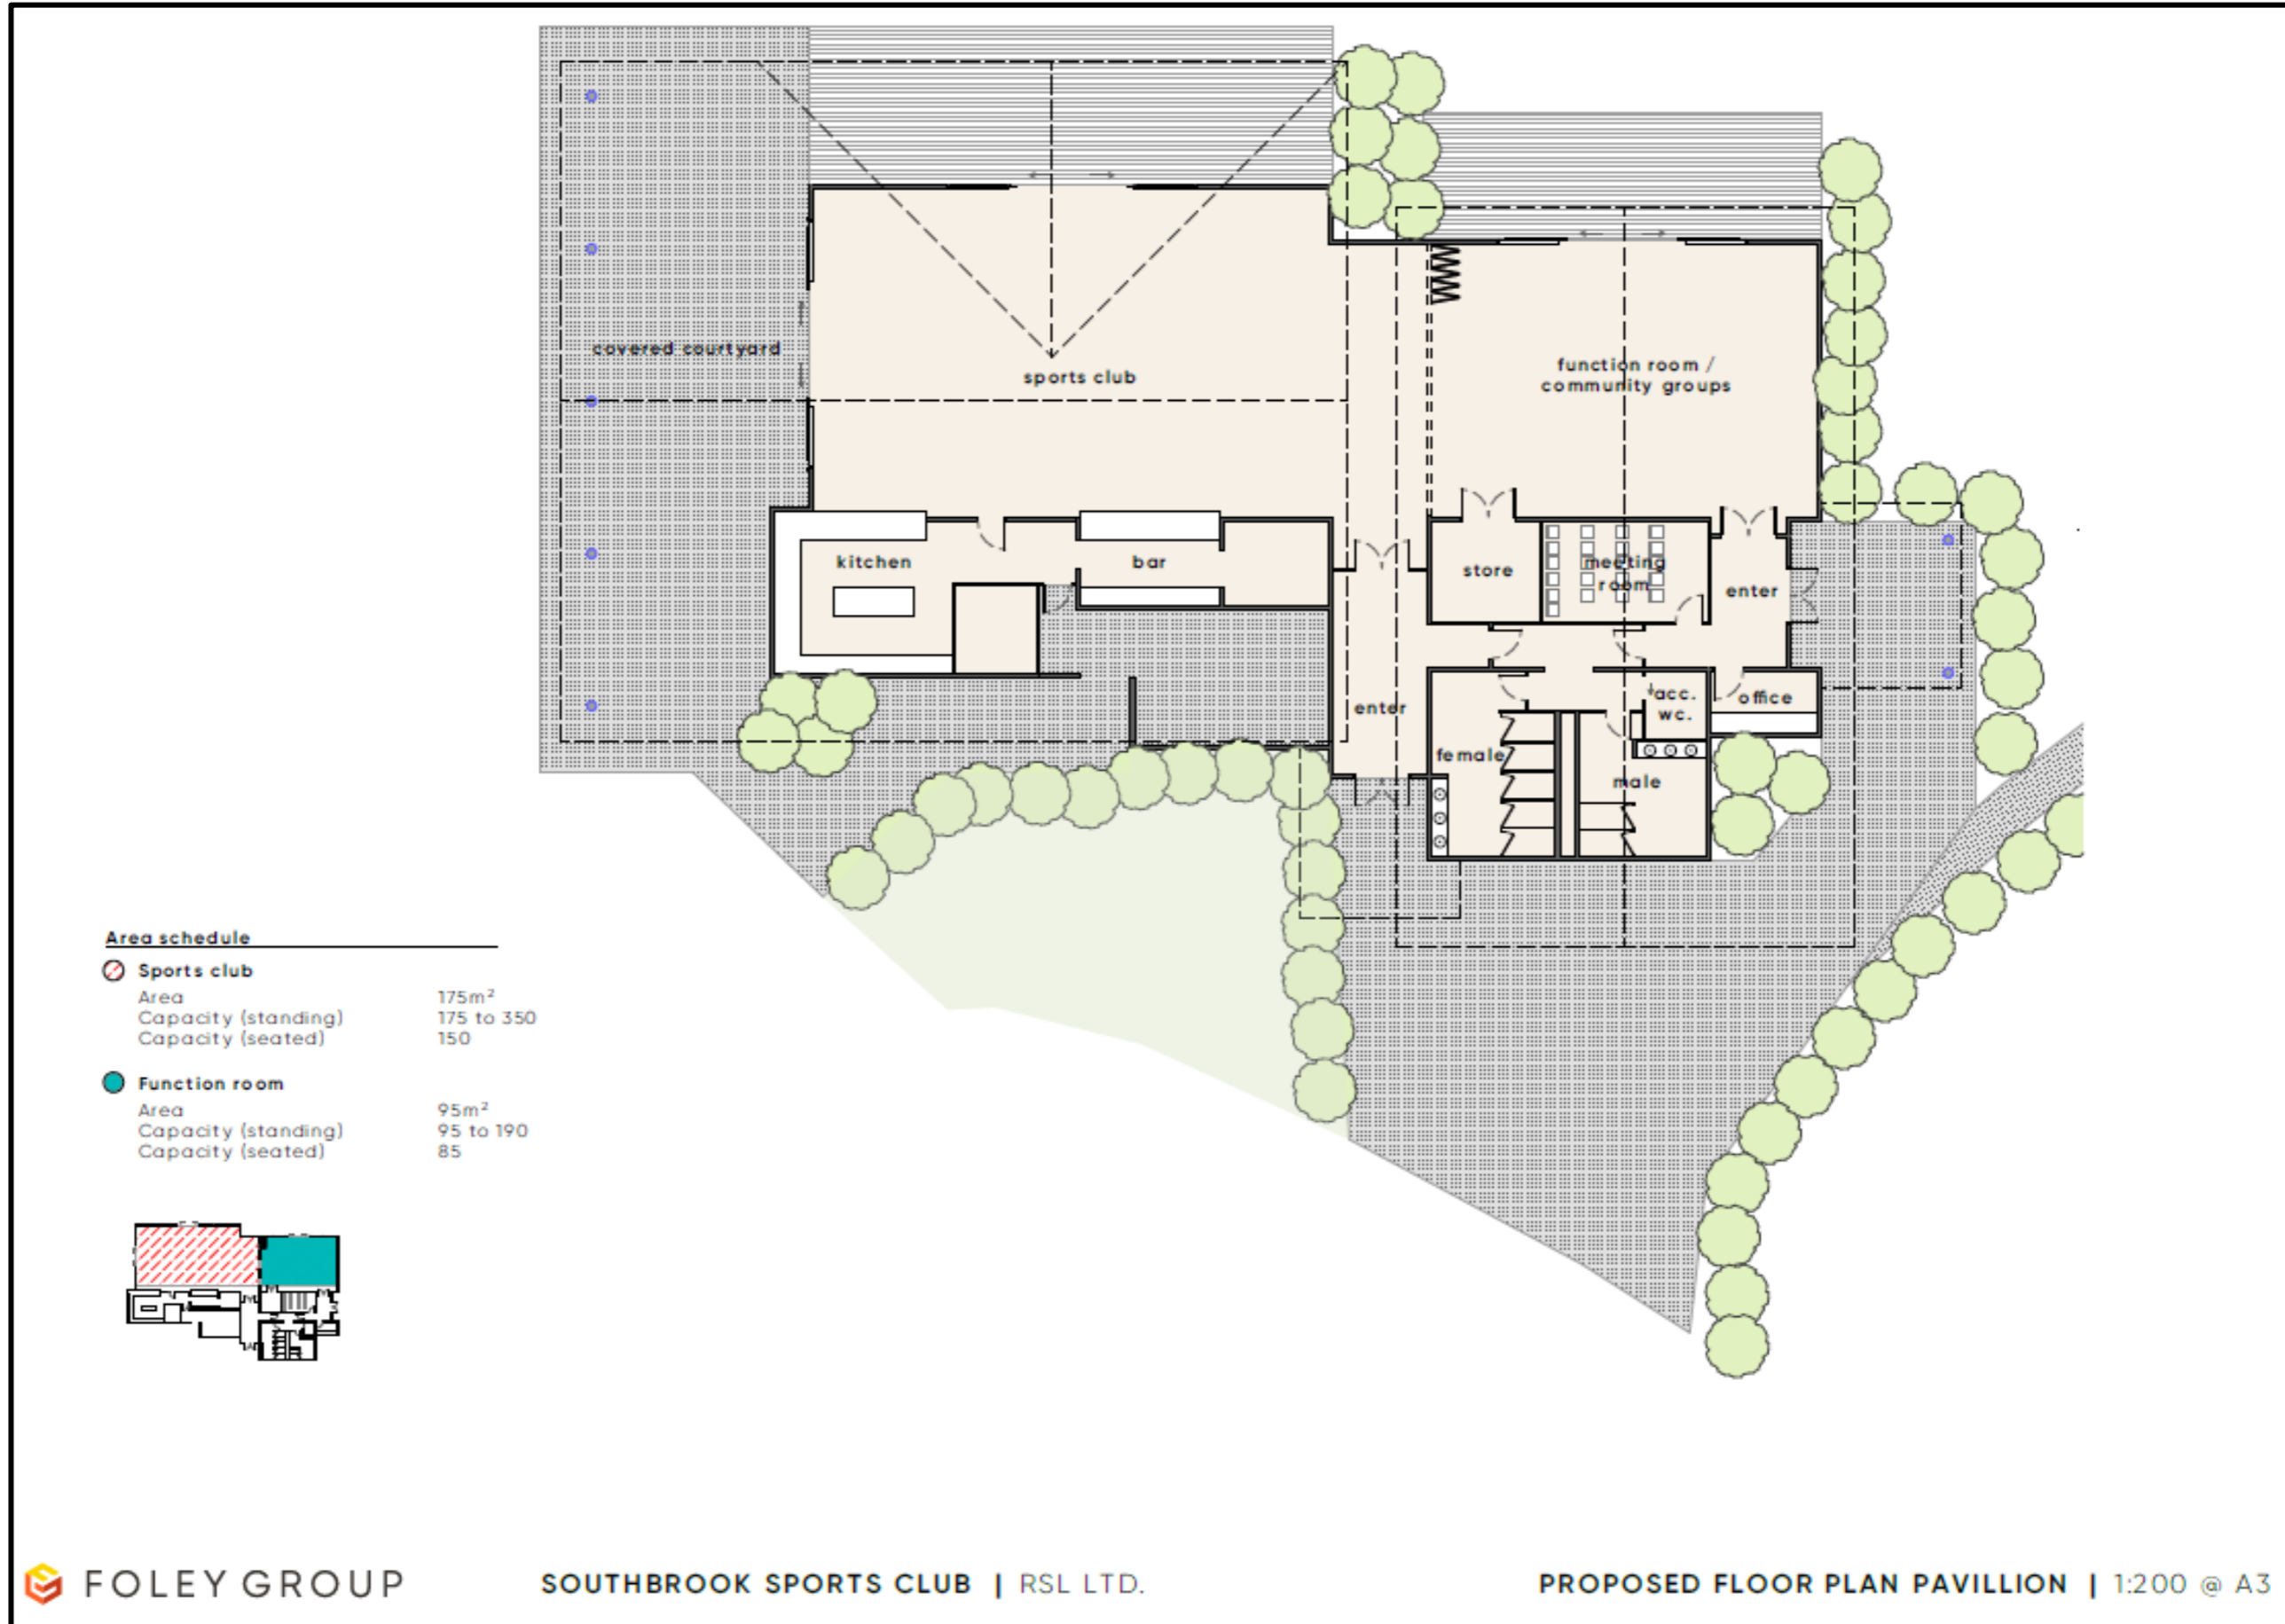 covered courtyard
sports club
function room /
community groups
kitchen
bar
store
meeting
room
enter
enter
acc.
wc.
office
female
male
Area schedule
Sports club
Area 175m²
Capacity (standing) 175 to 350
Capacity (seated) 150
Function room
Area 95m²
Capacity (standing) 95 to 190
Capacity (seated) 85
FOLEY GROUP
SOUTHBROOK SPORTS CLUB | RSL LTD.
PROPOSED FLOOR PLAN PAVILLION | 1:200 @ A3